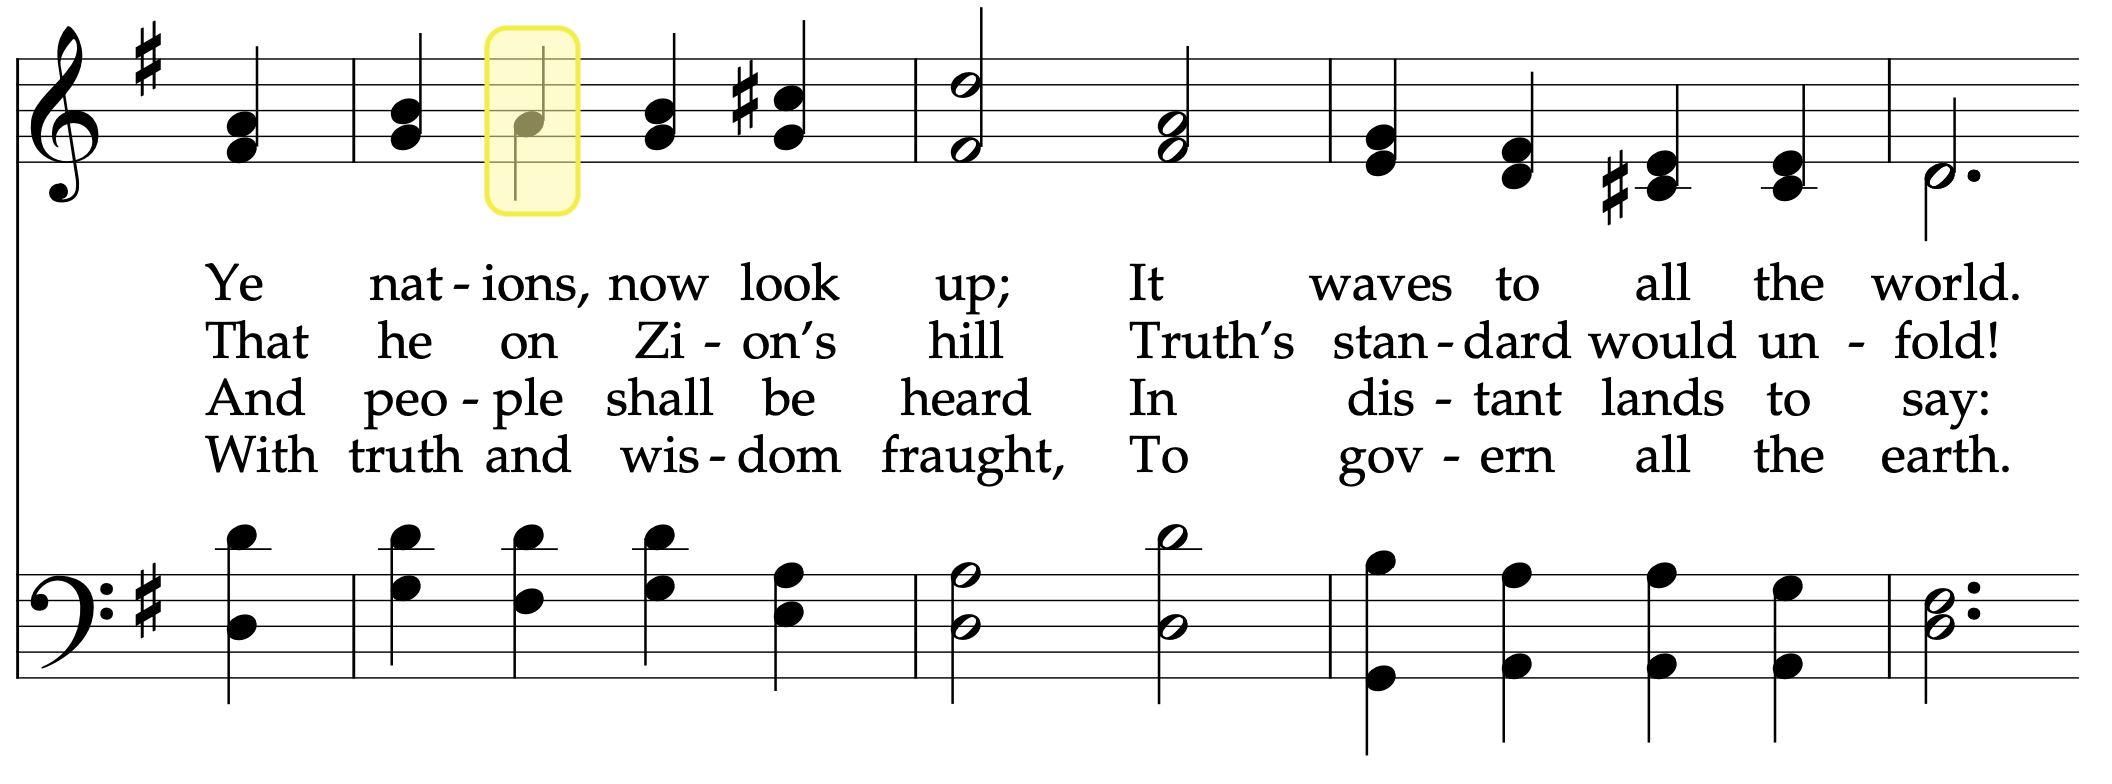 Ye nat - ions, now look up; It waves to all the world.
That he on Zi - on's hill Truth's stan - dard would un - fold!
And peo - ple shall be heard In dis - tant lands to say:
With truth and wis - dom fraught, To gov - ern all the earth.